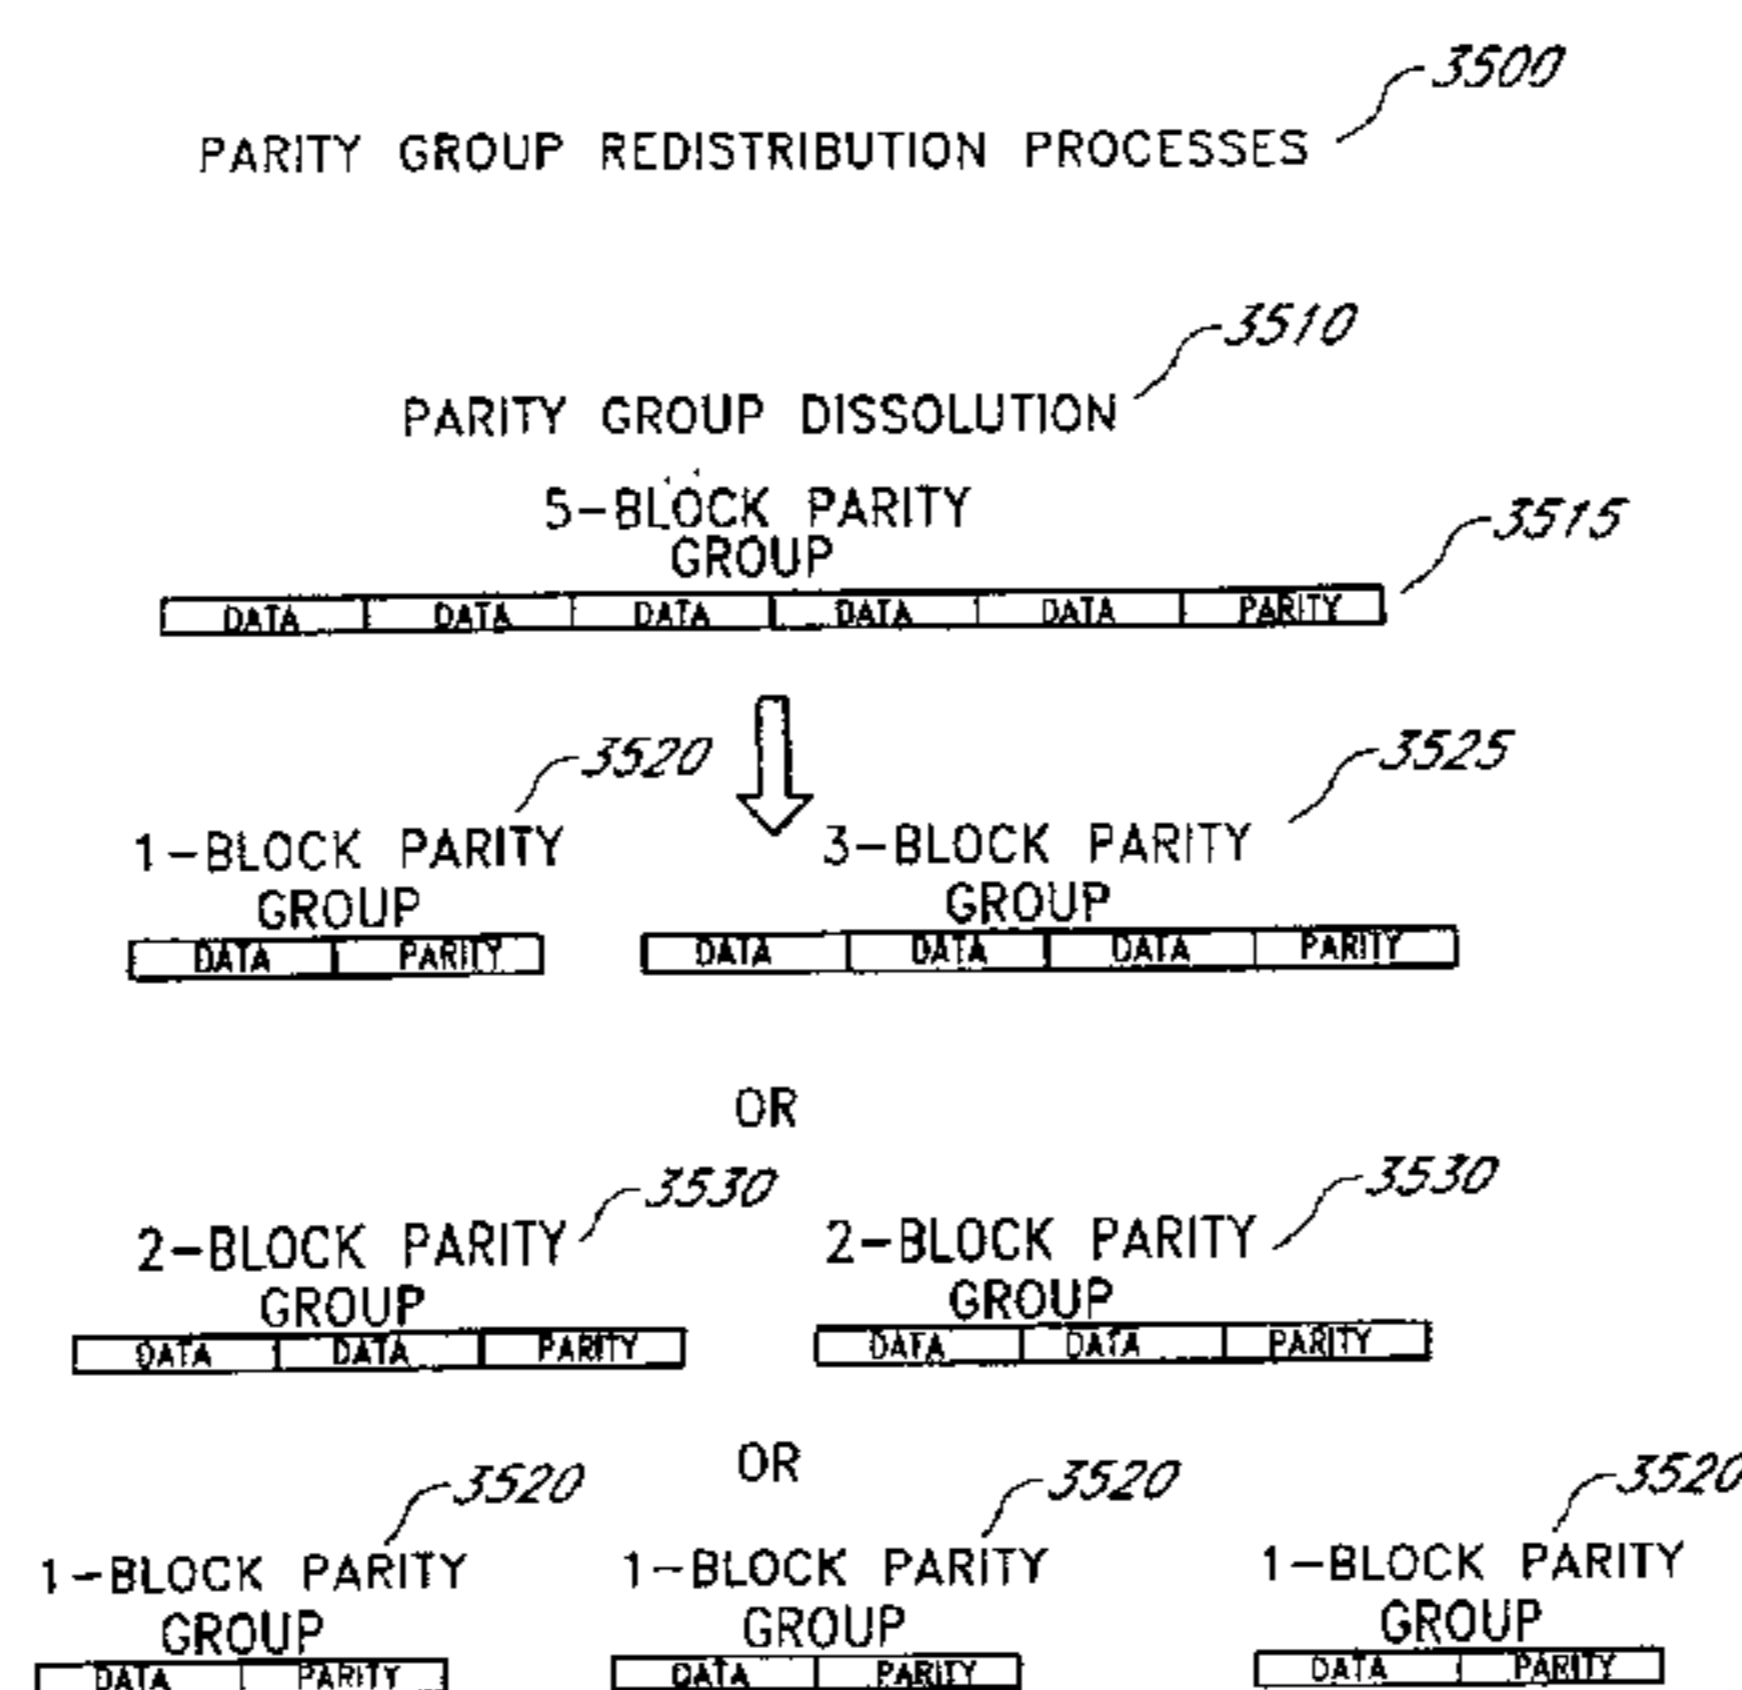 3500
PARITY GROUP REDISTRIBUTION PROCESSES
3510
PARITY GROUP DISSOLUTION
5-BLOCK PARITY
GROUP
3515
DATA DATA DATA DATA DATA PARITY
3520
3525
1-BLOCK PARITY
GROUP
3-BLOCK PARITY
GROUP
DATA PARITY
DATA DATA DATA PARITY
OR
3530
3530
2-BLOCK PARITY
GROUP
2-BLOCK PARITY
GROUP
DATA DATA PARITY
DATA DATA PARITY
OR
3520
3520
3520
1-BLOCK PARITY
GROUP
1-BLOCK PARITY
GROUP
1-BLOCK PARITY
GROUP
DATA PARITY
DATA PARITY
DATA PARITY